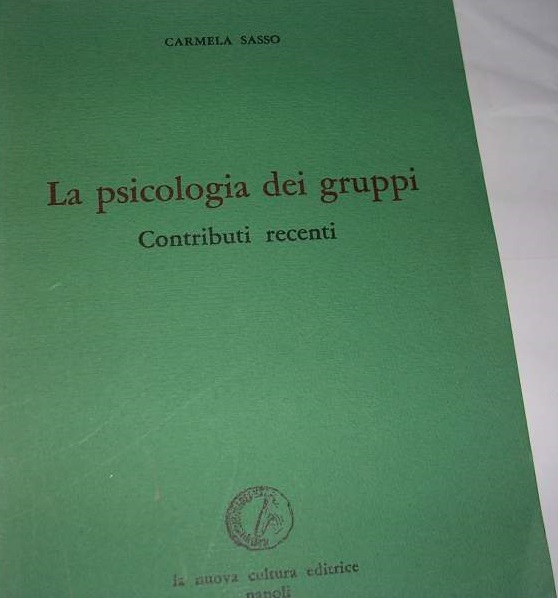 CARMELA SASSO
La psicologia dei gruppi
Contributi recenti
la nuova cultura editrice
napoli